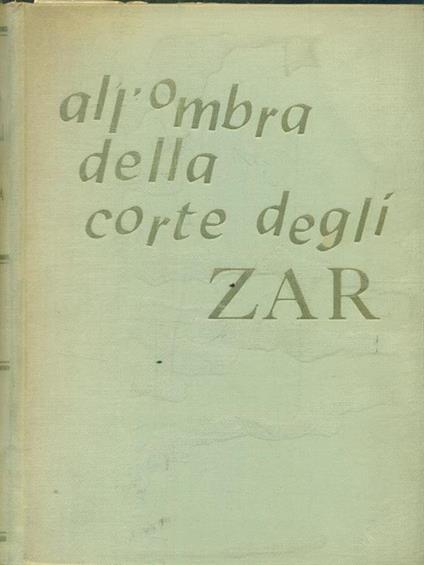 all'ombra
della
corte degli
ZAR